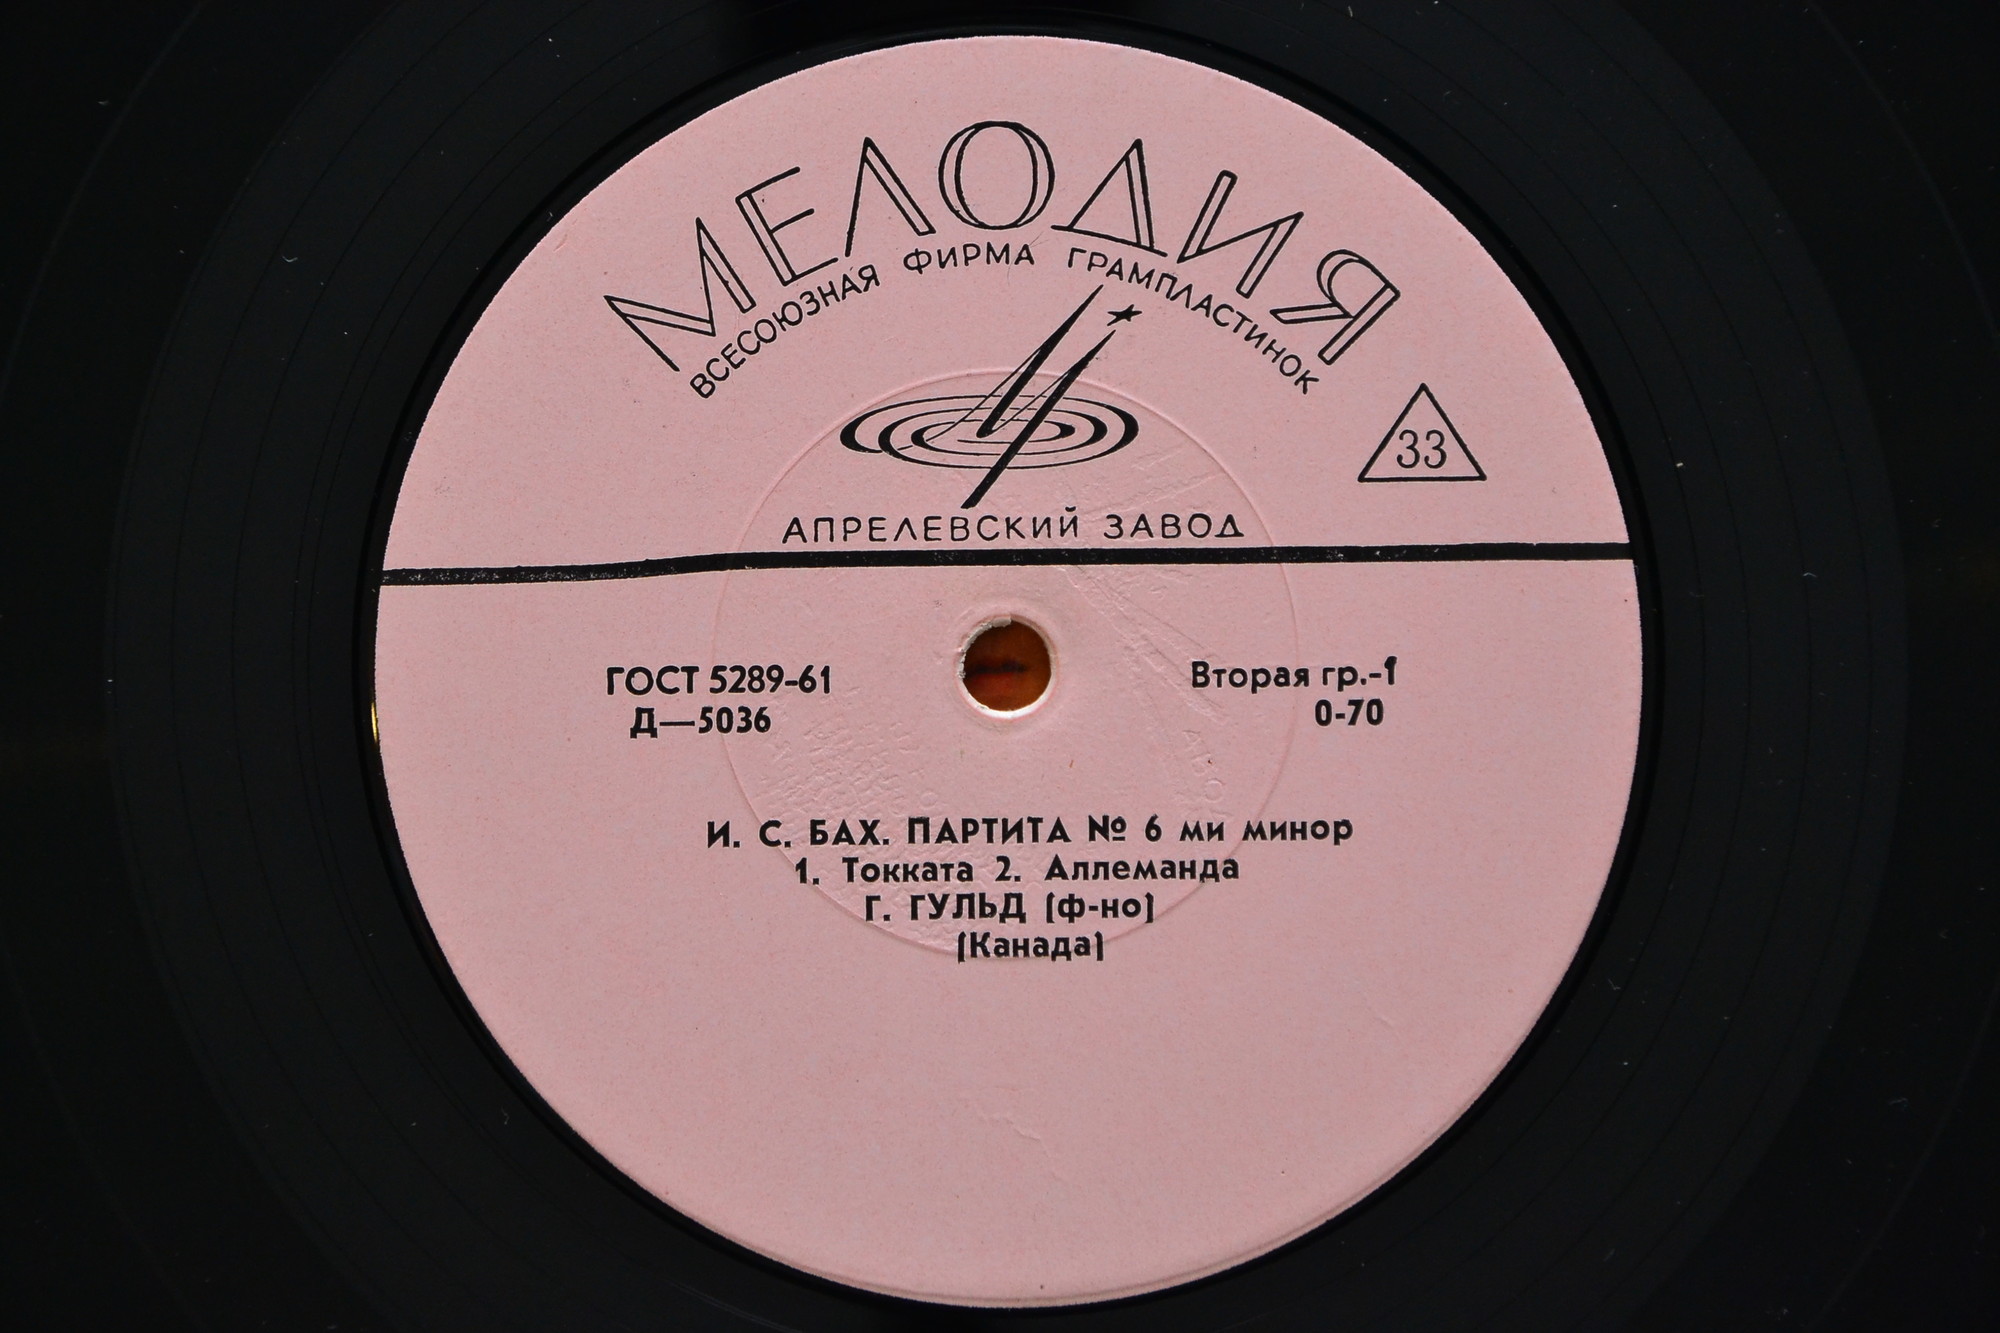 МЕЛОДИЯ
ВСЕСОЮЗНАЯ ФИРМА ГРАМПЛАСТИНОК
33
АПРЕЛЕВСКИЙ ЗАВОД
ГОСТ 5289-61
Д—5036
Вторая гр.-1
0-70
И. С. БАХ. ПАРТИТА № 6 ми минор
1. Токката 2. Аллеманда
Г. ГУЛЬД (ф-но)
(Канада)